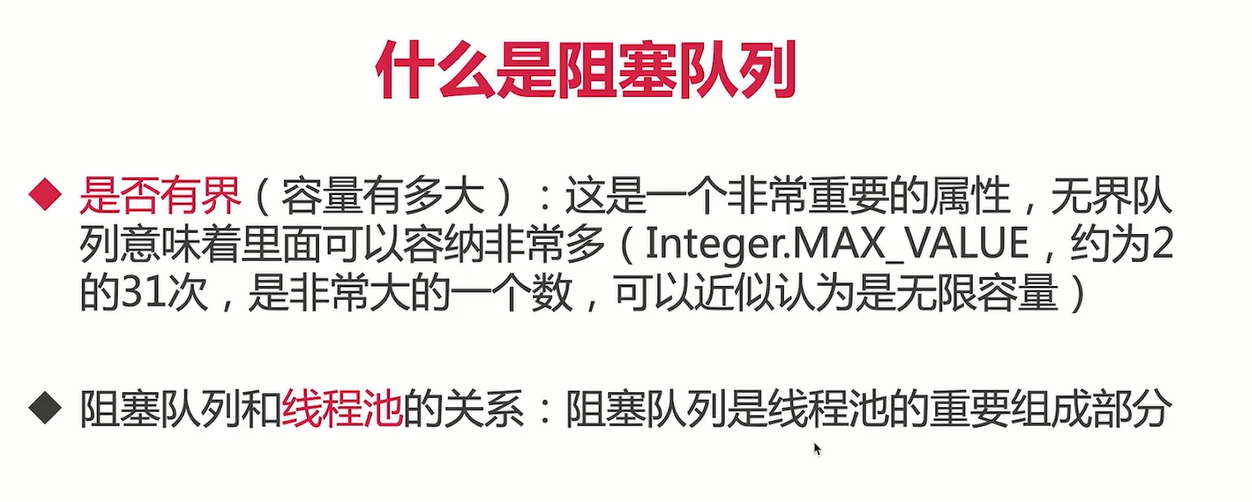 什么是阻塞队列
是否有界（容量有多大）：这是一个非常重要的属性，无界队
列意味着里面可以容纳非常多（Integer.MAX_VALUE，约为2
的31次，是非常大的一个数，可以近似认为是无限容量）
阻塞队列和线程池的关系：阻塞队列是线程池的重要组成部分